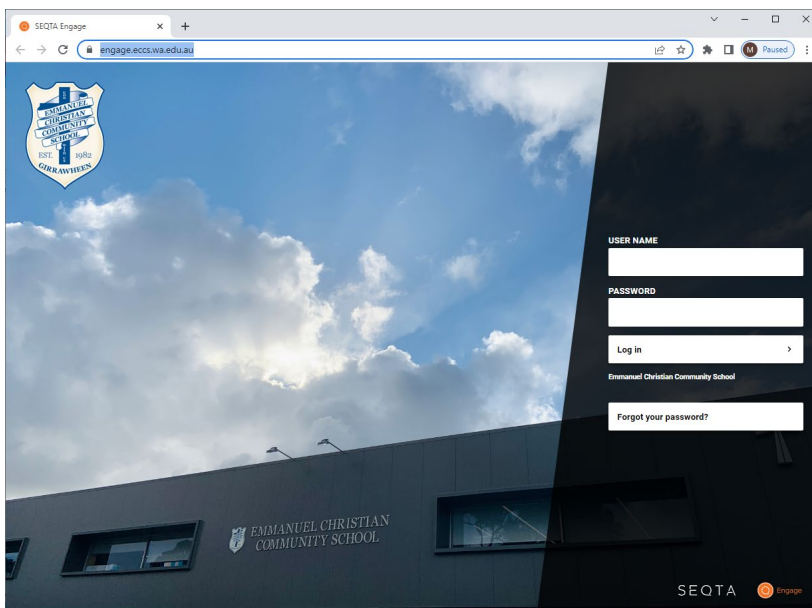 SEQTA Engage
engage.eccs.wa.edu.au
M Paused
EMMANUEL
CHRISTIAN
COMMUNITY
SCHOOL
EST. 1982
GIRRAWHEEN
USER NAME
PASSWORD
Log in
Emmanuel Christian Community School
Forgot your password?
EMMANUEL CHRISTIAN
COMMUNITY SCHOOL
SEQTA Engage